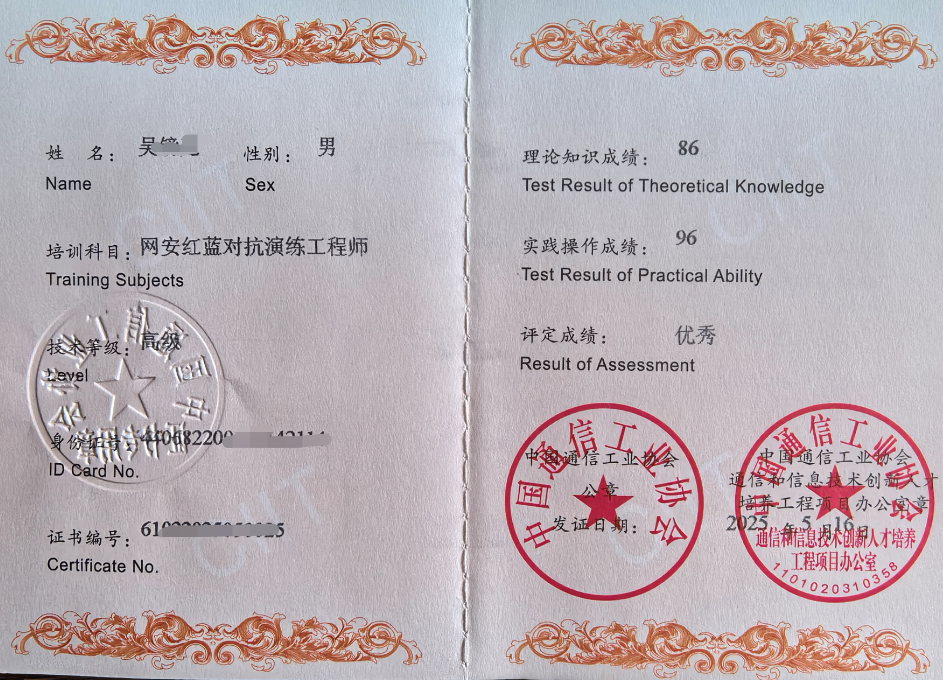 姓 名： 吴 性别： 男
Name Sex
培训科目：网安红蓝对抗演练工程师
Training Subjects
技术等级：高级
Level
身份证号：
ID Card No.
证书编号：
Certificate No.
理论知识成绩： 86
Test Result of Theoretical Knowledge
实践操作成绩： 96
Test Result of Practical Ability
评定成绩： 优秀
Result of Assessment
中国通信工业协会
中国通信工业协会
公章
发证日期： 2025 年 5 月 16 日
中国通信工业协会
中国通信工业协会
通信和信息技术创新人才
培养工程项目办公室章
通信和信息技术创新人才培养
工程项目办公室
1101020310358